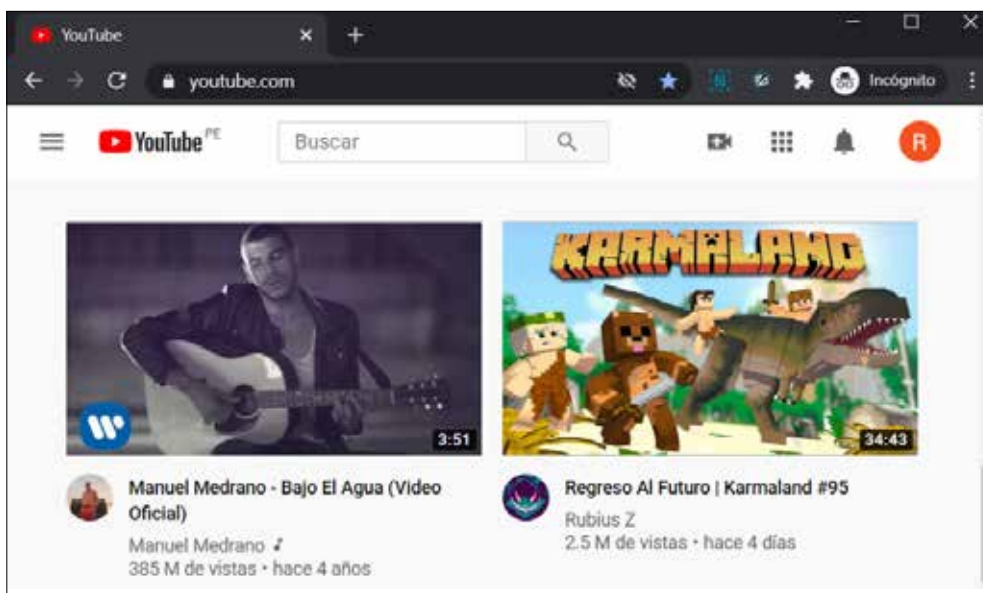 YouTube
youtube.com
Incógnito
YouTube PE
Buscar
R
KARMALAND
3:51
34:43
Manuel Medrano - Bajo El Agua (Video
Oficial)
Manuel Medrano
385 M de vistas • hace 4 años
Regreso Al Futuro | Karmaland #95
Rubius Z
2.5 M de vistas • hace 4 días